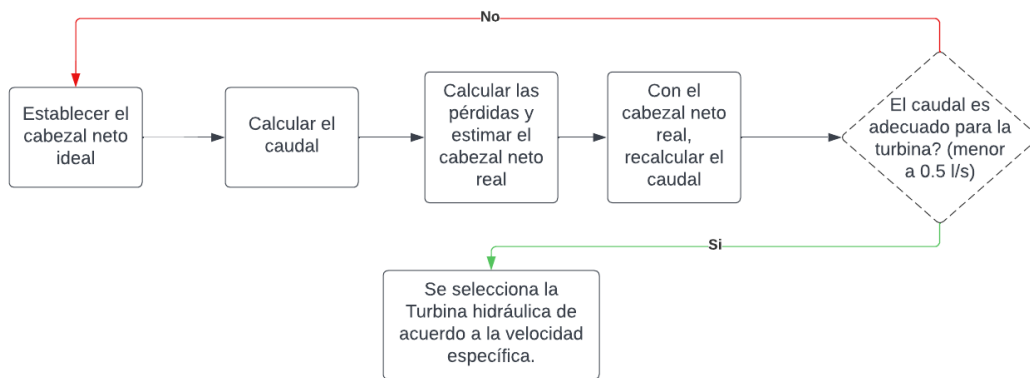 No
Establecer el
cabezal neto
ideal
Calcular el
caudal
Calcular las
pérdidas y
estimar el
cabezal neto
real
Con el
cabezal neto
real,
recalcular el
caudal
El caudal es
adecuado para la
turbina? (menor
a 0.5 l/s)
Si
Se selecciona la
Turbina hidráulica de
acuerdo a la velocidad
específica.